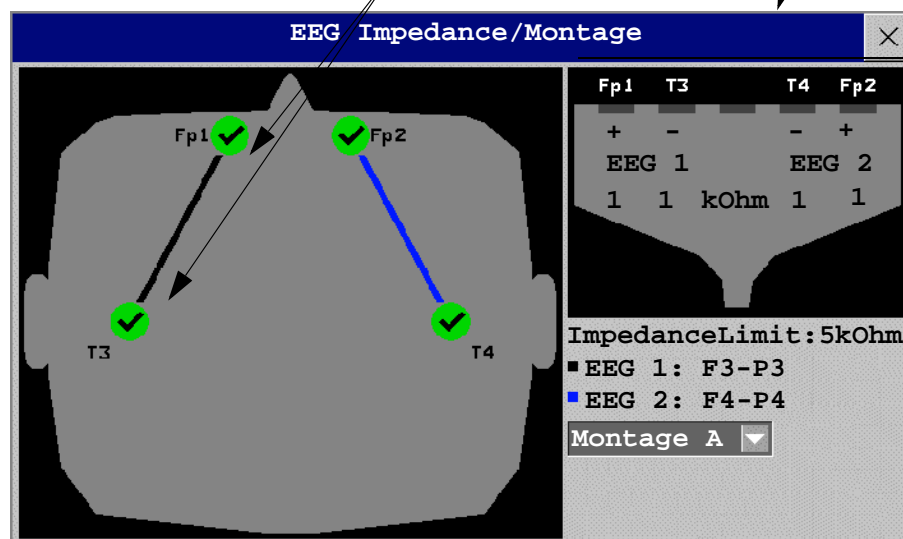 EEG Impedance/Montage
Fp1 Fp2
T3 T4
Fp1 T3 T4 Fp2
+ - - +
EEG 1 EEG 2
1 1 kOhm 1 1
ImpedanceLimit:5kOhm
EEG 1: F3-P3
EEG 2: F4-P4
Montage A